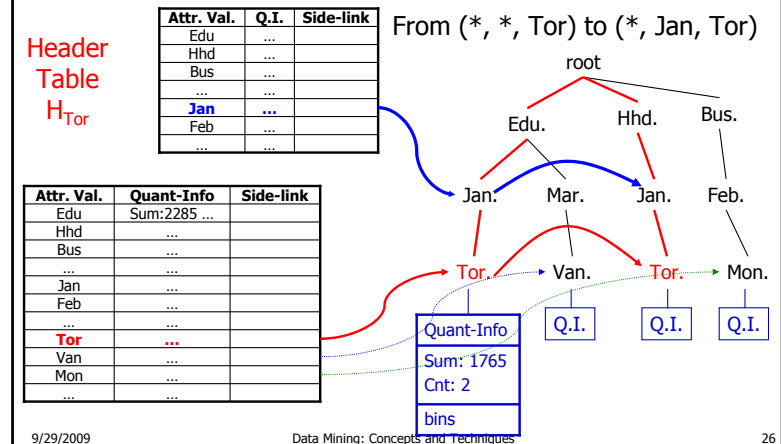 From (*, *, Tor) to (*, Jan, Tor)
Header
Table
H_Tor
Attr. Val. Q.I. Side-link
Edu ...
Hhd ...
Bus ...
... ...
Jan ...
Feb ...
... ...
Attr. Val. Quant-Info Side-link
Edu Sum:2285 ...
Hhd ...
Bus ...
... ...
Jan ...
Feb ...
... ...
Tor ...
Van ...
Mon ...
... ...
root
Edu. Hhd. Bus.
Jan. Mar. Jan. Feb.
Tor. Van. Tor. Mon.
Quant-Info
Sum: 1765
Cnt: 2
bins
Q.I. Q.I. Q.I.
9/29/2009 Data Mining: Concepts and Techniques 26